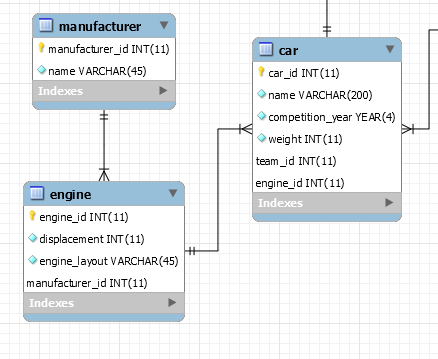 manufacturer
manufacturer_id INT(11)
name VARCHAR(45)
Indexes
car
car_id INT(11)
name VARCHAR(200)
competition_year YEAR(4)
weight INT(11)
team_id INT(11)
engine_id INT(11)
Indexes
engine
engine_id INT(11)
displacement INT(11)
engine_layout VARCHAR(45)
manufacturer_id INT(11)
Indexes